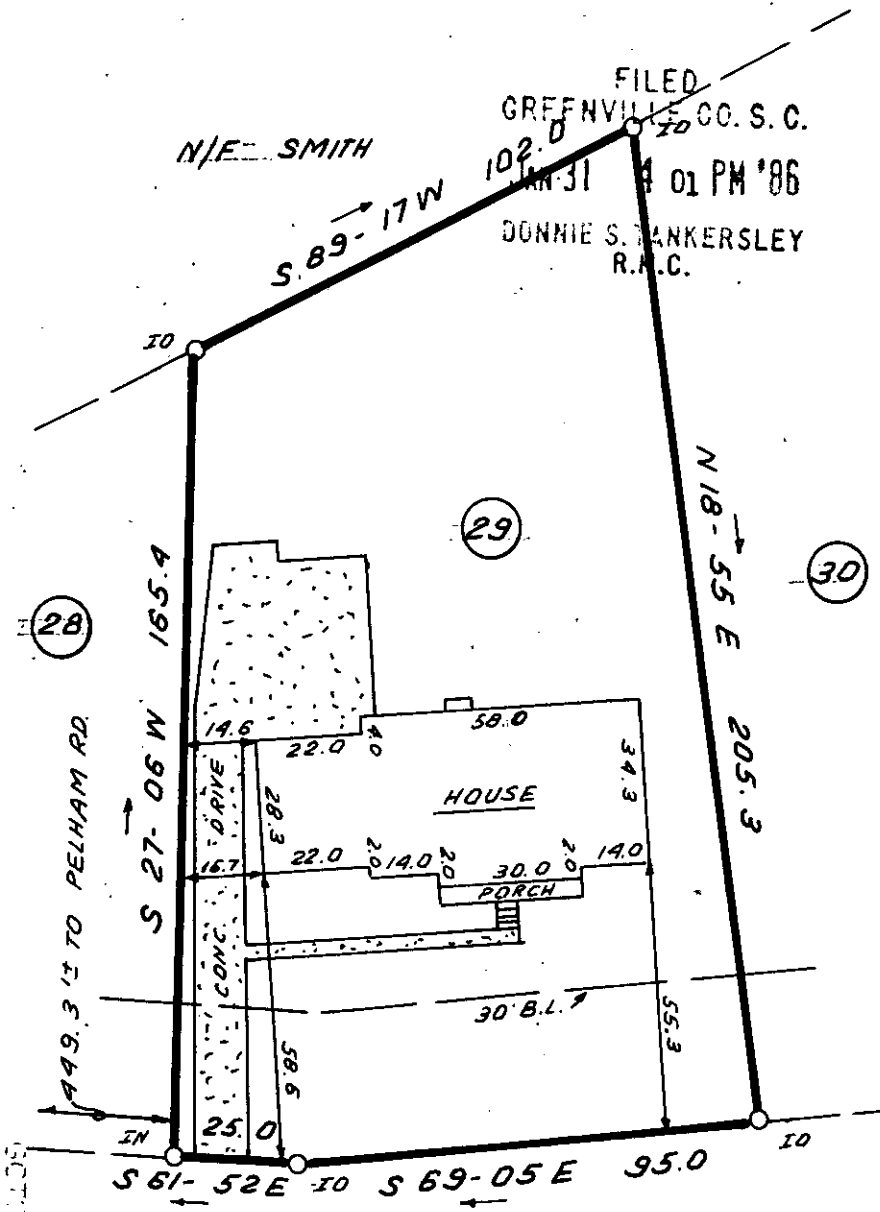 FILED
GREENVILLE CO. S. C.
JAN 31 4 01 PM '86
DONNIE S. TANKERSLEY
R.M.C.
N/F SMITH
S 89-17 W 102.0
IO
IO
N 18-55 E 205.3
29
30
28
S 27-06 W 165.4
449.3'± TO PELHAM RD.
14.6
22.0
4.0
58.0
34.3
HOUSE
28.3
CONC. DRIVE
16.7
22.0
2.0
14.0
2.0
30.0
2.0
14.0
PORCH
30' B.L.
58.6
55.3
IN
25.0
IO
IO
S 61-52 E
S 69-05 E 95.0